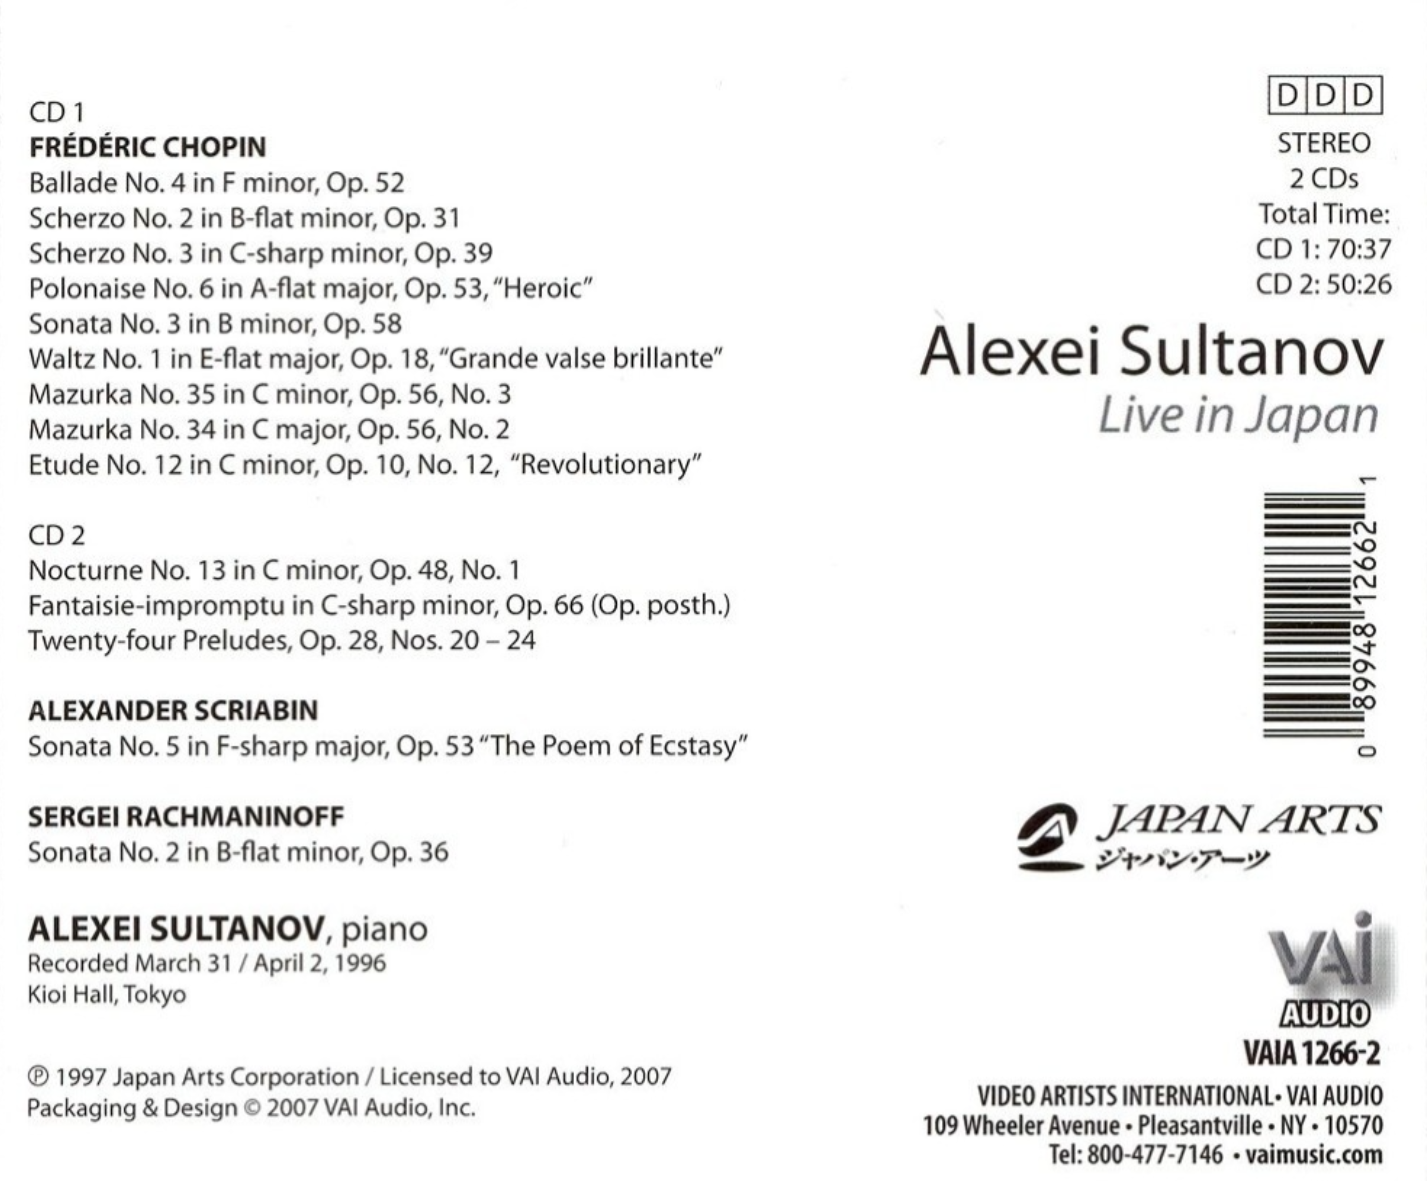 CD 1
FRÉDÉRIC CHOPIN
Ballade No. 4 in F minor, Op. 52
Scherzo No. 2 in B-flat minor, Op. 31
Scherzo No. 3 in C-sharp minor, Op. 39
Polonaise No. 6 in A-flat major, Op. 53, “Heroic”
Sonata No. 3 in B minor, Op. 58
Waltz No. 1 in E-flat major, Op. 18, “Grande valse brillante”
Mazurka No. 35 in C minor, Op. 56, No. 3
Mazurka No. 34 in C major, Op. 56, No. 2
Etude No. 12 in C minor, Op. 10, No. 12, “Revolutionary”
CD 2
Nocturne No. 13 in C minor, Op. 48, No. 1
Fantaisie-impromptu in C-sharp minor, Op. 66 (Op. posth.)
Twenty-four Preludes, Op. 28, Nos. 20 – 24
ALEXANDER SCRIABIN
Sonata No. 5 in F-sharp major, Op. 53 “The Poem of Ecstasy”
SERGEI RACHMANINOFF
Sonata No. 2 in B-flat minor, Op. 36
ALEXEI SULTANOV, piano
Recorded March 31 / April 2, 1996
Kioi Hall, Tokyo
℗ 1997 Japan Arts Corporation / Licensed to VAI Audio, 2007
Packaging & Design © 2007 VAI Audio, Inc.
D D D
STEREO
2 CDs
Total Time:
CD 1: 70:37
CD 2: 50:26
Alexei Sultanov
Live in Japan
0 89948 12662 1
JAPAN ARTS
ジャパン・アーツ
VAI
AUDIO
VAIA 1266-2
VIDEO ARTISTS INTERNATIONAL • VAI AUDIO
109 Wheeler Avenue • Pleasantville • NY • 10570
Tel: 800-477-7146 • vaimusic.com